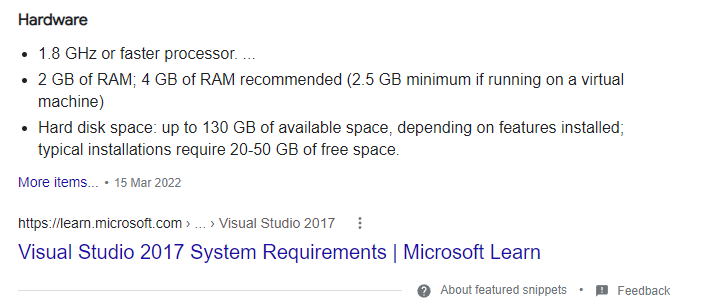 Hardware
• 1.8 GHz or faster processor. ...
• 2 GB of RAM; 4 GB of RAM recommended (2.5 GB minimum if running on a virtual
machine)
• Hard disk space: up to 130 GB of available space, depending on features installed;
typical installations require 20-50 GB of free space.
More items... • 15 Mar 2022
https://learn.microsoft.com › ... › Visual Studio 2017
Visual Studio 2017 System Requirements | Microsoft Learn
About featured snippets • Feedback